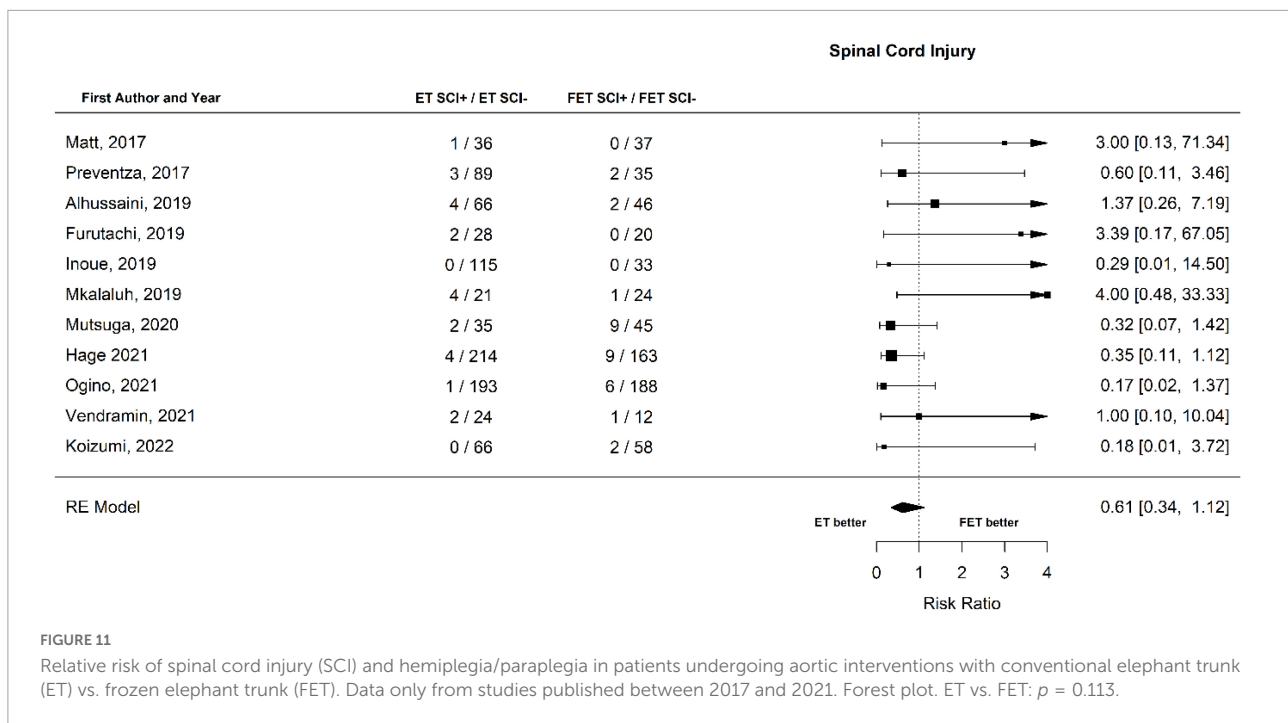 Spinal Cord Injury
First Author and Year ET SCI+ / ET SCI- FET SCI+ / FET SCI-
Matt, 2017 1 / 36 0 / 37 3.00 [0.13, 71.34]
Preventza, 2017 3 / 89 2 / 35 0.60 [0.11, 3.46]
Alhussaini, 2019 4 / 66 2 / 46 1.37 [0.26, 7.19]
Furutachi, 2019 2 / 28 0 / 20 3.39 [0.17, 67.05]
Inoue, 2019 0 / 115 0 / 33 0.29 [0.01, 14.50]
Mkalaluh, 2019 4 / 21 1 / 24 4.00 [0.48, 33.33]
Mutsuga, 2020 2 / 35 9 / 45 0.32 [0.07, 1.42]
Hage 2021 4 / 214 9 / 163 0.35 [0.11, 1.12]
Ogino, 2021 1 / 193 6 / 188 0.17 [0.02, 1.37]
Vendramin, 2021 2 / 24 1 / 12 1.00 [0.10, 10.04]
Koizumi, 2022 0 / 66 2 / 58 0.18 [0.01, 3.72]
RE Model 0.61 [0.34, 1.12]
ET better FET better
0 1 2 3 4
Risk Ratio
FIGURE 11
Relative risk of spinal cord injury (SCI) and hemiplegia/paraplegia in patients undergoing aortic interventions with conventional elephant trunk
(ET) vs. frozen elephant trunk (FET). Data only from studies published between 2017 and 2021. Forest plot. ET vs. FET: p = 0.113.